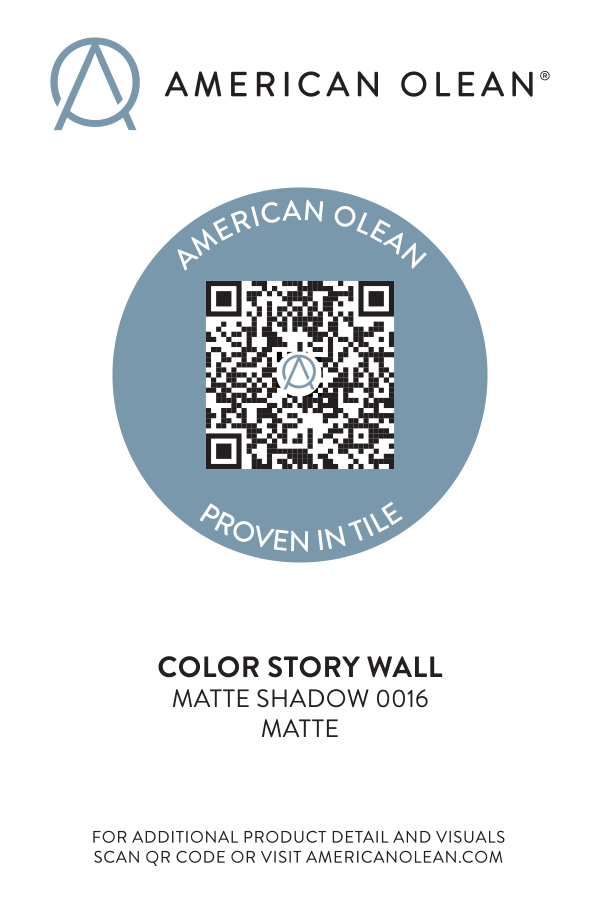 AMERICAN OLEAN®
AMERICAN OLEAN
PROVEN IN TILE
COLOR STORY WALL
MATTE SHADOW 0016
MATTE
FOR ADDITIONAL PRODUCT DETAIL AND VISUALS
SCAN QR CODE OR VISIT AMERICANOLEAN.COM